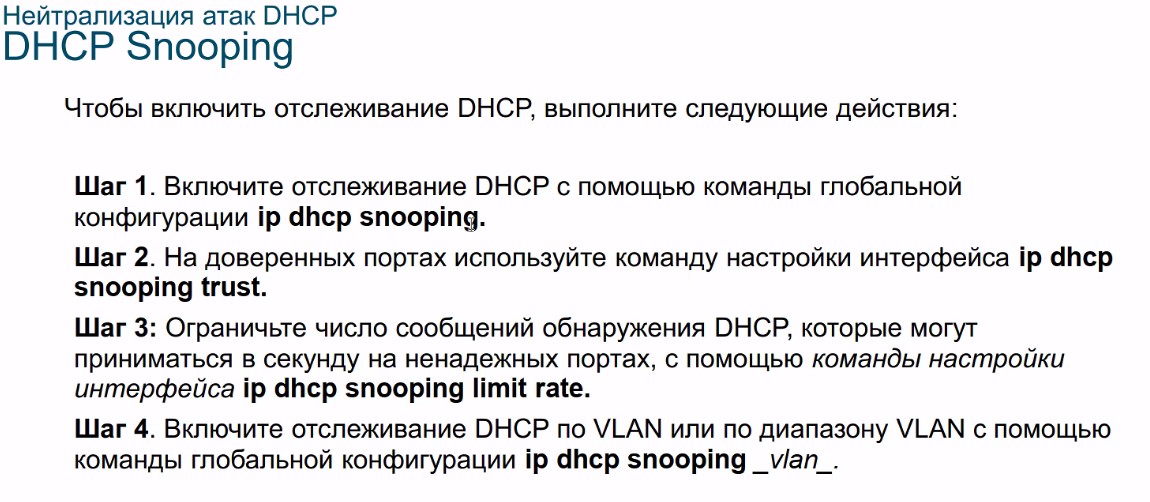 Нейтрализация атак DHCP
DHCP Snooping
Чтобы включить отслеживание DHCP, выполните следующие действия:
Шаг 1. Включите отслеживание DHCP с помощью команды глобальной
конфигурации ip dhcp snooping.
Шаг 2. На доверенных портах используйте команду настройки интерфейса ip dhcp
snooping trust.
Шаг 3: Ограничьте число сообщений обнаружения DHCP, которые могут
приниматься в секунду на ненадежных портах, с помощью команды настройки
интерфейса ip dhcp snooping limit rate.
Шаг 4. Включите отслеживание DHCP по VLAN или по диапазону VLAN с помощью
команды глобальной конфигурации ip dhcp snooping _vlan_.